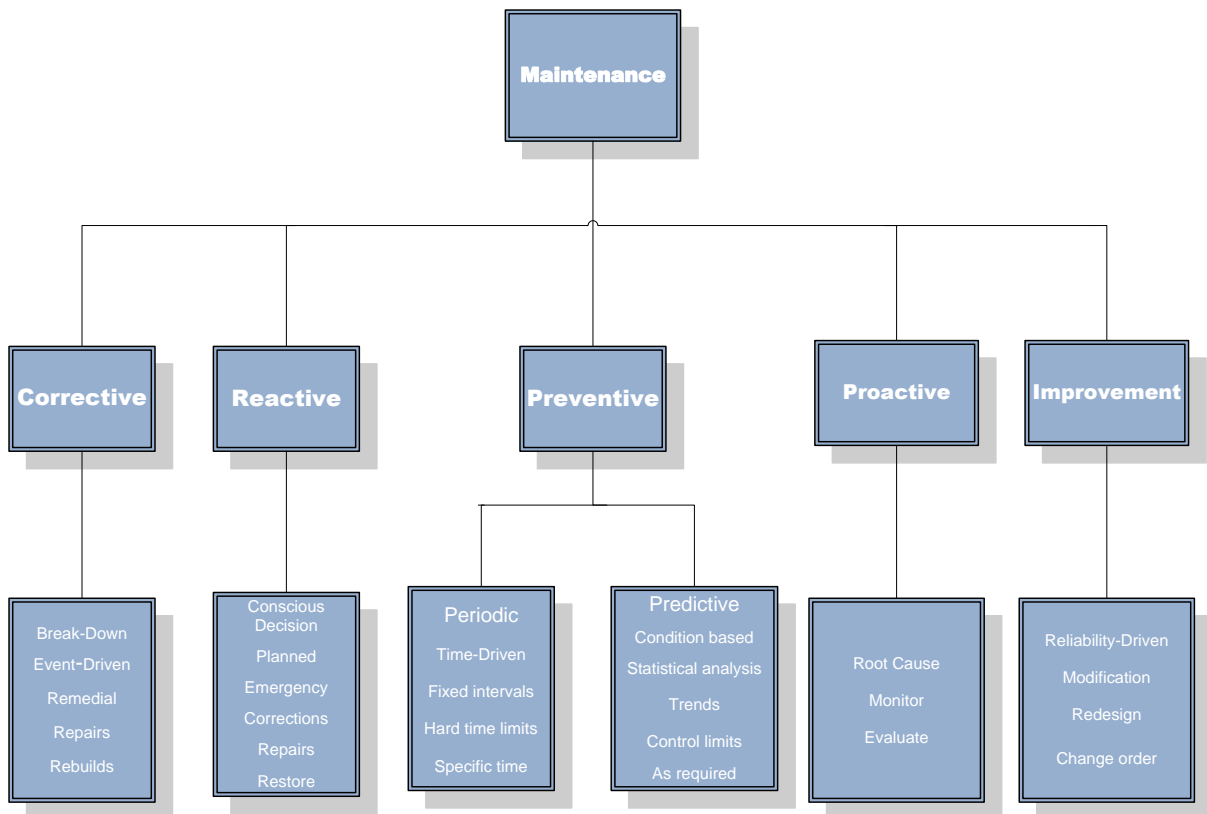 Maintenance
Corrective
Reactive
Preventive
Proactive
Improvement
Break-Down
Event-Driven
Remedial
Repairs
Rebuilds
Conscious
Decision
Planned
Emergency
Corrections
Repairs
Restore
Periodic
Time-Driven
Fixed intervals
Hard time limits
Specific time
Predictive
Condition based
Statistical analysis
Trends
Control limits
As required
Root Cause
Monitor
Evaluate
Reliability-Driven
Modification
Redesign
Change order